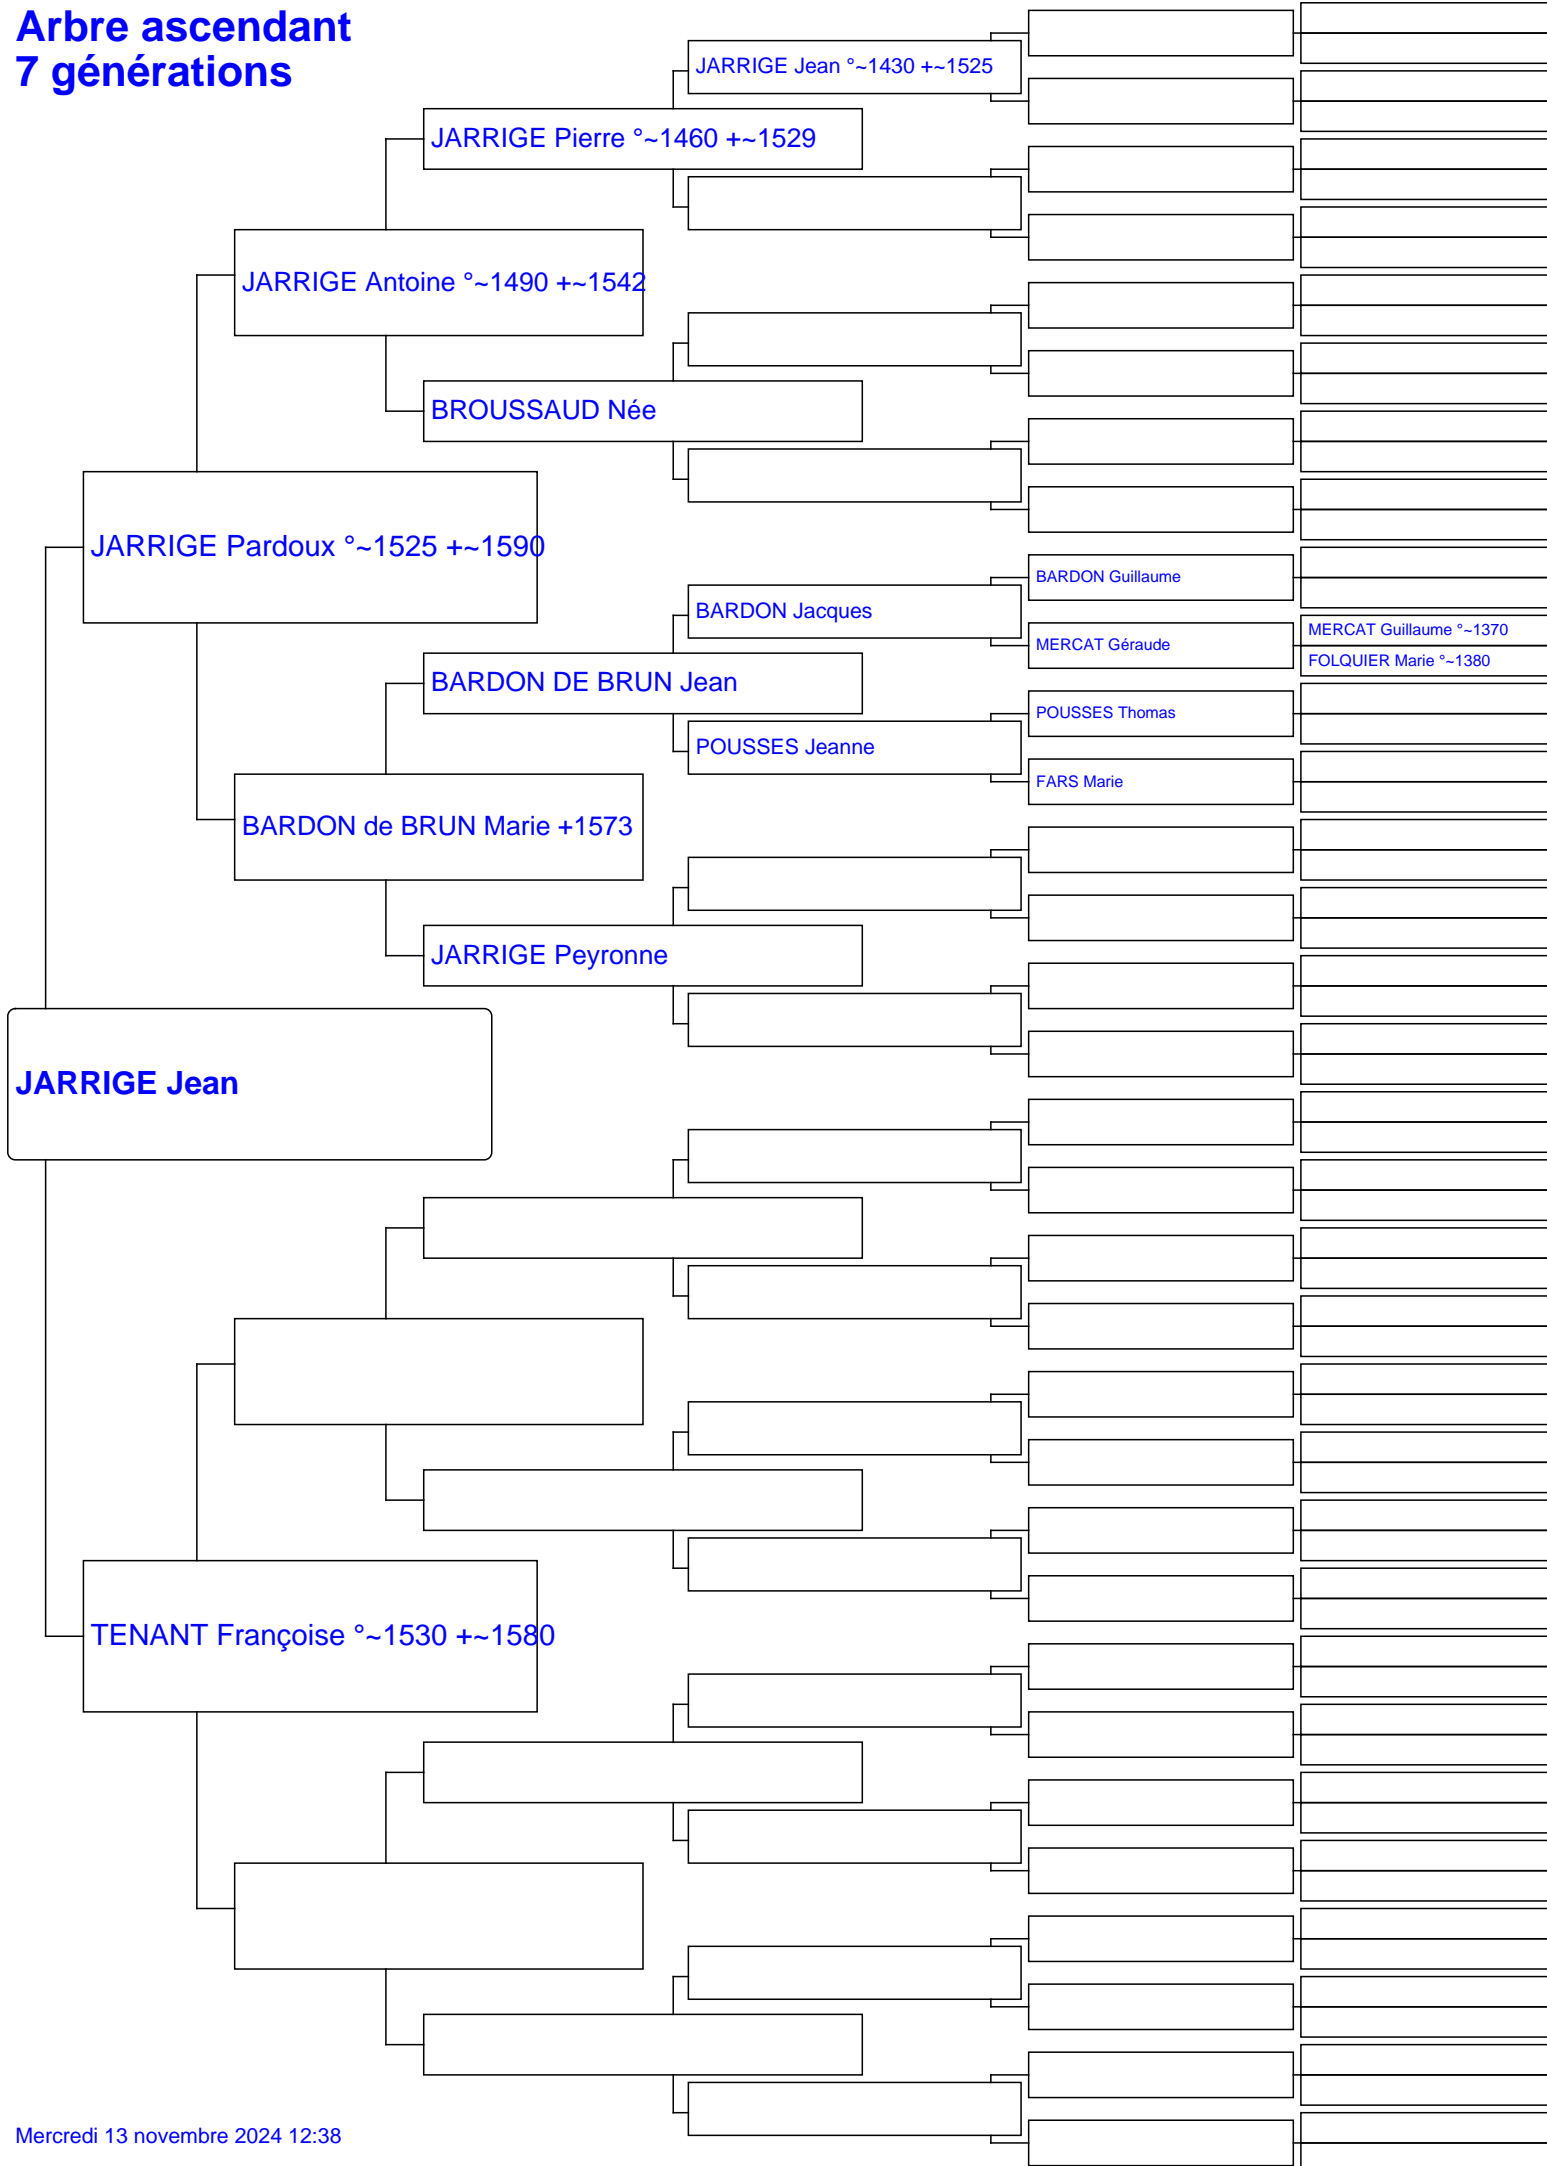 Arbre ascendant
7 générations
JARRIGE Jean °~1430 +~1525
JARRIGE Pierre °~1460 +~1529
JARRIGE Antoine °~1490 +~1542
BROUSSAUD Née
JARRIGE Pardoux °~1525 +~1590
BARDON Guillaume
BARDON Jacques
MERCAT Guillaume °~1370
MERCAT Géraude
FOLQUIER Marie °~1380
BARDON DE BRUN Jean
POUSSES Thomas
POUSSES Jeanne
FARS Marie
BARDON de BRUN Marie +1573
JARRIGE Peyronne
JARRIGE Jean
TENANT Françoise °~1530 +~1580
Mercredi 13 novembre 2024 12:38